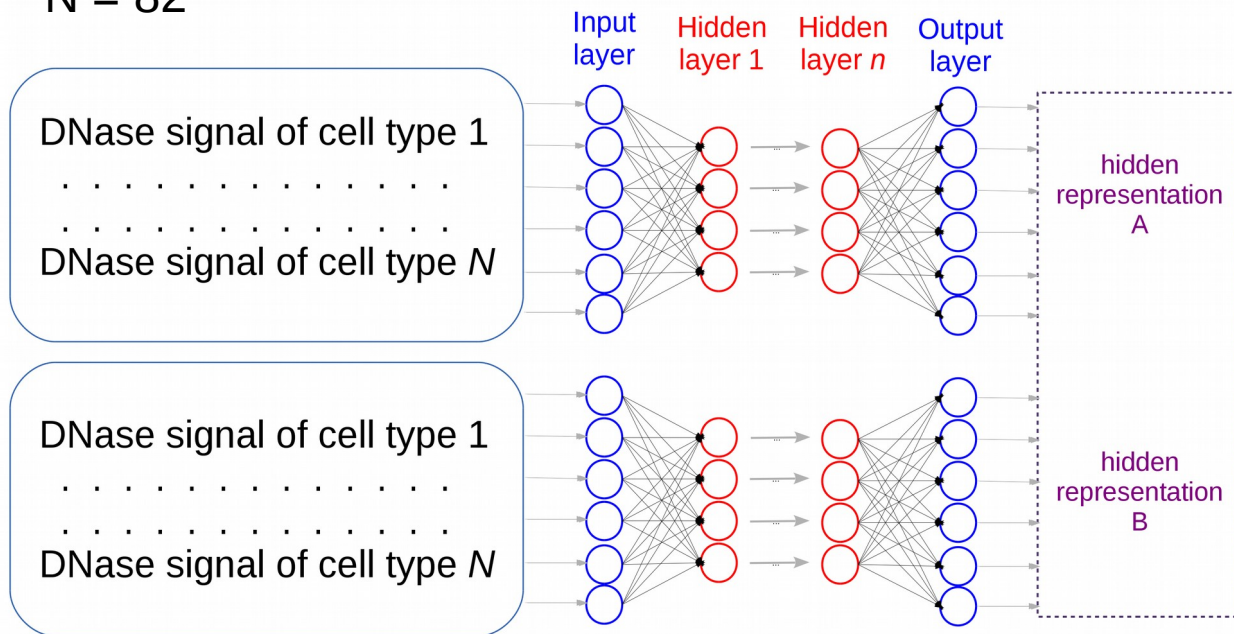 N = 82
Input
layer
Hidden
layer 1
Hidden
layer n
Output
layer
DNase signal of cell type 1
. . . . . . . . . . . . .
. . . . . . . . . . . . .
DNase signal of cell type N
...
...
...
...
hidden
representation
A
DNase signal of cell type 1
. . . . . . . . . . . . .
. . . . . . . . . . . . .
DNase signal of cell type N
...
...
...
...
hidden
representation
B